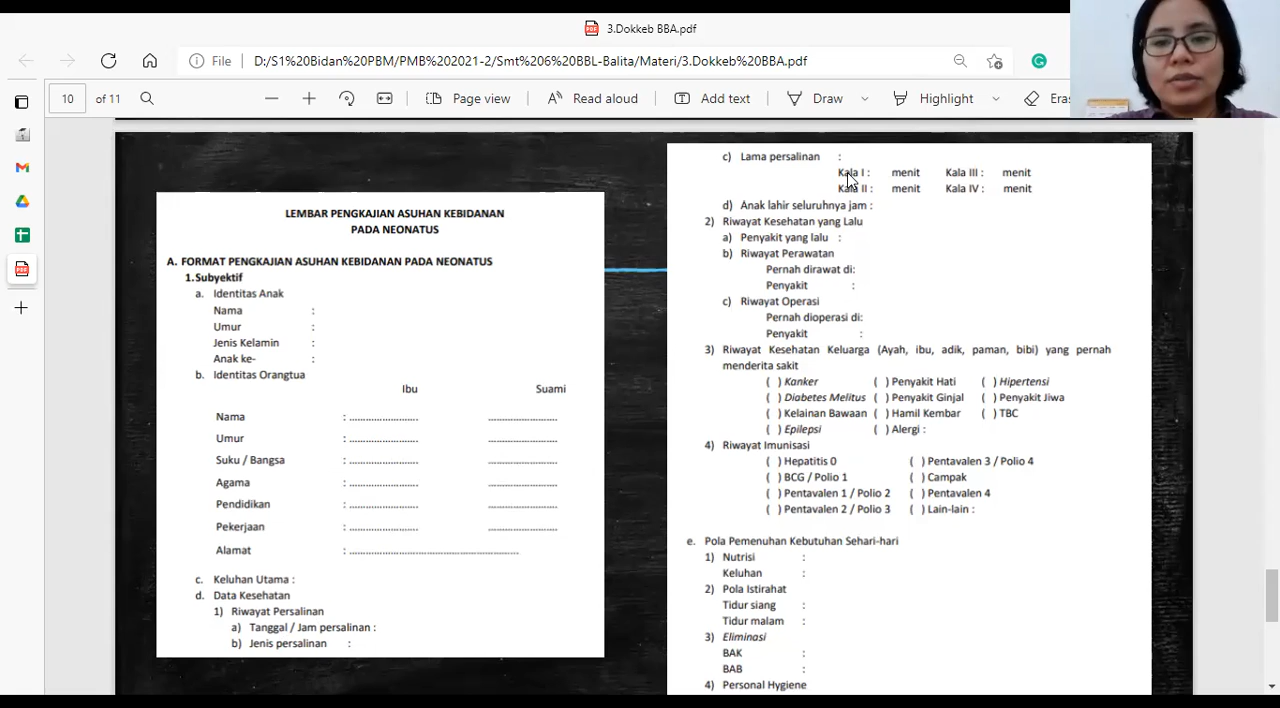 3.Dokkeb BBA.pdf
File D:/S1%20Bidan%20PBM/PMB%202021-2/Smt%206%20BBL-Balita/Materi/3.Dokkeb%20BBA.pdf
10 of 11 Page view Read aloud Add text Draw Highlight Eras
LEMBAR PENGKAJIAN ASUHAN KEBIDANAN
PADA NEONATUS
A. FORMAT PENGKAJIAN ASUHAN KEBIDANAN PADA NEONATUS
1.Subyektif
a. Identitas Anak
Nama :
Umur :
Jenis Kelamin :
Anak ke- :
b. Identitas Orangtua
Ibu Suami
Nama : ........................ ........................
Umur : ........................ ........................
Suku / Bangsa : ........................ ........................
Agama : ........................ ........................
Pendidikan : ........................ ........................
Pekerjaan : ........................ ........................
Alamat : ............................................................
c. Keluhan Utama :
d. Data Kesehatan
1) Riwayat Persalinan
a) Tanggal / Jam persalinan :
b) Jenis persalinan :
c) Lama persalinan :
Kala I : menit Kala III : menit
Kala II : menit Kala IV : menit
d) Anak lahir seluruhnya jam :
2) Riwayat Kesehatan yang Lalu
a) Penyakit yang lalu :
b) Riwayat Perawatan
Pernah dirawat di:
Penyakit :
c) Riwayat Operasi
Pernah dioperasi di:
Penyakit :
3) Riwayat Kesehatan Keluarga (Ayah, ibu, adik, paman, bibi) yang pernah
menderita sakit
( ) Kanker ( ) Penyakit Hati ( ) Hipertensi
( ) Diabetes Melitus ( ) Penyakit Ginjal ( ) Penyakit Jiwa
( ) Kelainan Bawaan ( ) Hamil Kembar ( ) TBC
( ) Epilepsi ( ) Alergi :
4) Riwayat Imunisasi
( ) Hepatitis 0 ( ) Pentavalen 3 / Polio 4
( ) BCG / Polio 1 ( ) Campak
( ) Pentavalen 1 / Polio 2 ( ) Pentavalen 4
( ) Pentavalen 2 / Polio 3 ( ) Lain-lain :
e. Pola Pemenuhan Kebutuhan Sehari-hari
1) Nutrisi :
Keluhan :
2) Pola Istirahat
Tidur siang :
Tidur malam :
3) Eliminasi
BAK :
BAB :
4) Personal Hygiene